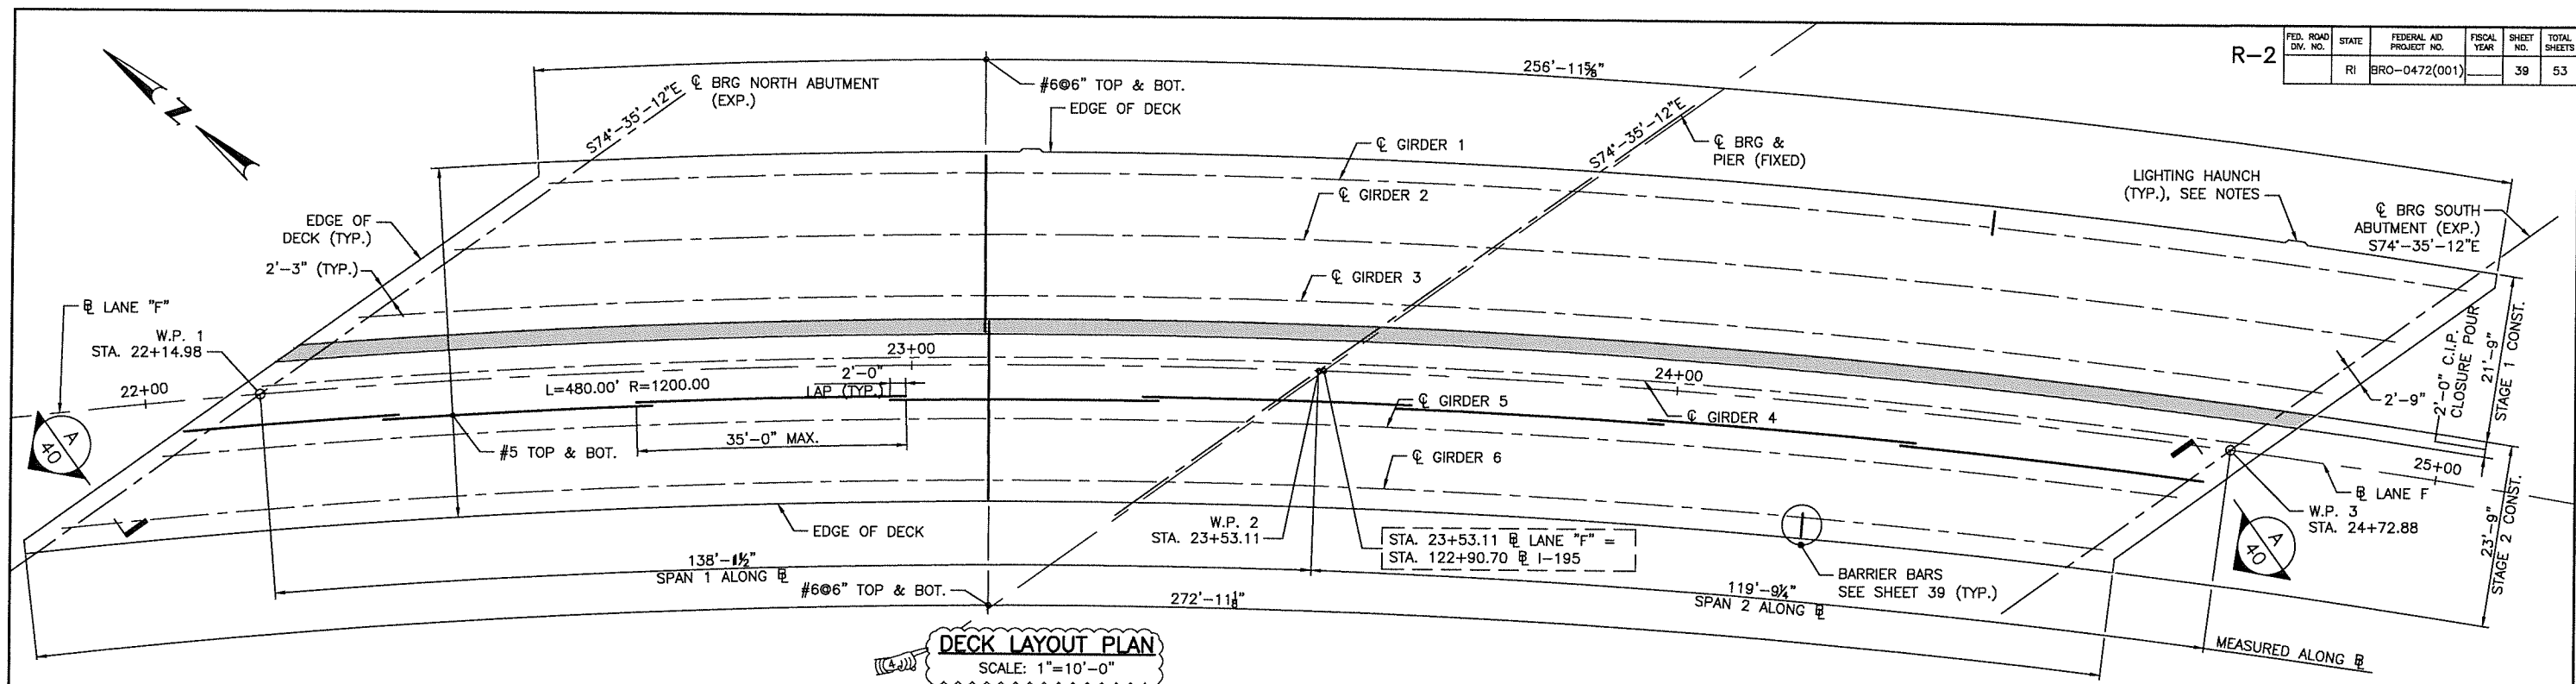 R-2
FED. ROAD DIV. NO.
STATE
FEDERAL AID PROJECT NO.
FISCAL YEAR
SHEET NO.
TOTAL SHEETS
RI
BRO-0472(001)
39
53
N
S74°-35'-12"E
℄ BRG NORTH ABUTMENT
(EXP.)
#6@6" TOP & BOT.
EDGE OF DECK
256'-11⅝"
℄ GIRDER 1
S74°-35'-12"E
℄ BRG &
PIER (FIXED)
℄ GIRDER 2
LIGHTING HAUNCH
(TYP.), SEE NOTES
℄ BRG SOUTH
ABUTMENT (EXP.)
S74°-35'-12"E
EDGE OF
DECK (TYP.)
2'-3" (TYP.)
℄ GIRDER 3
BL LANE "F"
W.P. 1
STA. 22+14.98
22+00
23+00
L=480.00' R=1200.00
2'-0"
LAP (TYP.)
24+00
℄ GIRDER 4
℄ GIRDER 5
2'-9"
2'-0" C.I.P.
CLOSURE POUR
21'-9"
STAGE 1 CONST.
A
40
#5 TOP & BOT.
35'-0" MAX.
℄ GIRDER 6
25+00
BL LANE F
W.P. 3
STA. 24+72.88
A
40
23'-9"
STAGE 2 CONST.
EDGE OF DECK
W.P. 2
STA. 23+53.11
STA. 23+53.11 BL LANE "F" =
STA. 122+90.70 BL I-195
138'-1½"
SPAN 1 ALONG BL
BARRIER BARS
SEE SHEET 39 (TYP.)
#6@6" TOP & BOT.
272'-11⅛"
119'-9¼"
SPAN 2 ALONG BL
MEASURED ALONG BL
4
DECK LAYOUT PLAN
SCALE: 1"=10'-0"